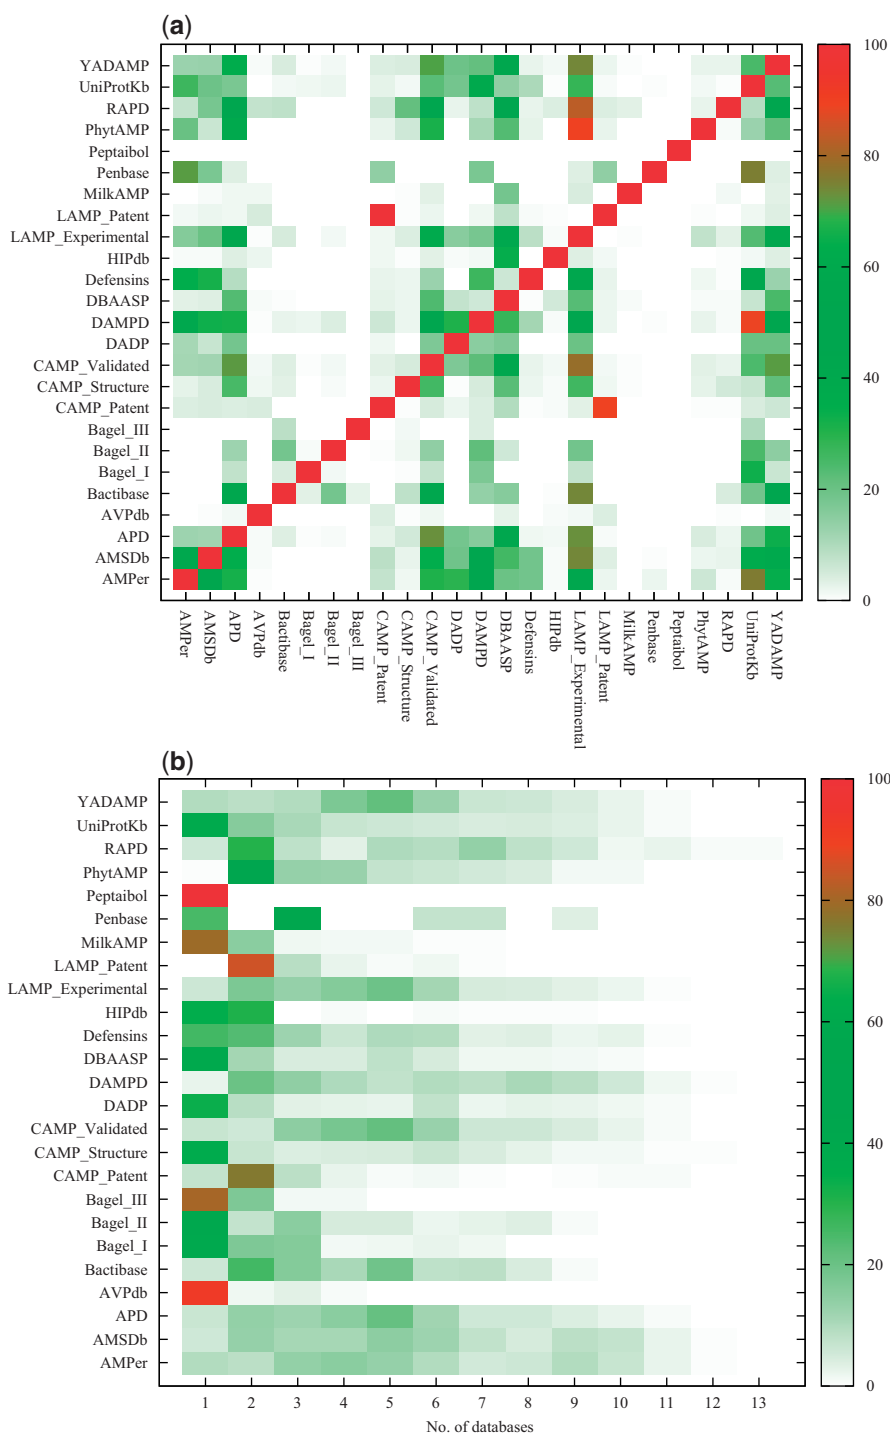 (a)
YADAMP
UniProtKb
RAPD
PhytAMP
Peptaibol
Penbase
MilkAMP
LAMP_Patent
LAMP_Experimental
HIPdb
Defensins
DBAASP
DAMPD
DADP
CAMP_Validated
CAMP_Structure
CAMP_Patent
Bagel_III
Bagel_II
Bagel_I
Bactibase
AVPdb
APD
AMSDb
AMPer
AMPer
AMSDb
APD
AVPdb
Bactibase
Bagel_I
Bagel_II
Bagel_III
CAMP_Patent
CAMP_Structure
CAMP_Validated
DADP
DAMPD
DBAASP
Defensins
HIPdb
LAMP_Experimental
LAMP_Patent
MilkAMP
Penbase
Peptaibol
PhytAMP
RAPD
UniProtKb
YADAMP
100
80
60
40
20
0
(b)
YADAMP
UniProtKb
RAPD
PhytAMP
Peptaibol
Penbase
MilkAMP
LAMP_Patent
LAMP_Experimental
HIPdb
Defensins
DBAASP
DAMPD
DADP
CAMP_Validated
CAMP_Structure
CAMP_Patent
Bagel_III
Bagel_II
Bagel_I
Bactibase
AVPdb
APD
AMSDb
AMPer
1 2 3 4 5 6 7 8 9 10 11 12 13
No. of databases
100
80
60
40
20
0